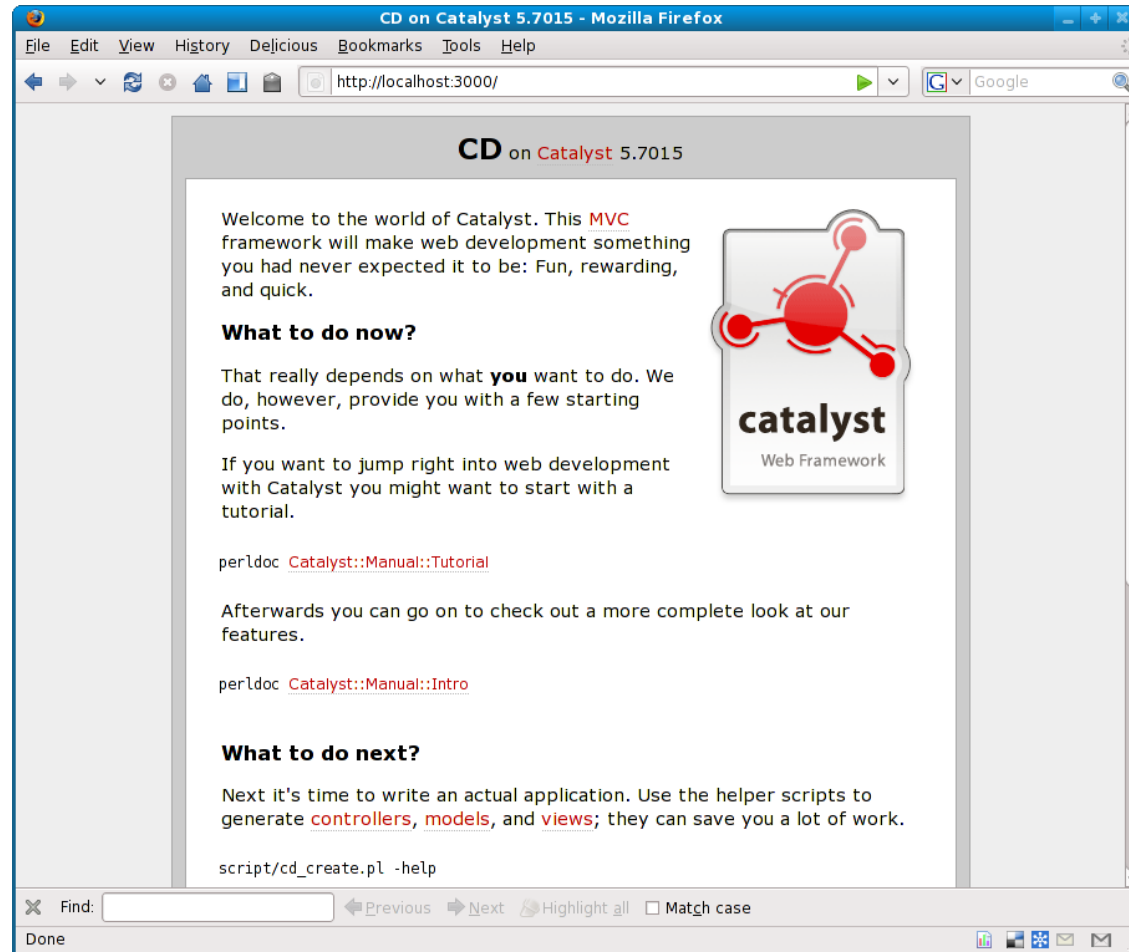 CD on Catalyst 5.7015 - Mozilla Firefox
File Edit View History Delicious Bookmarks Tools Help
http://localhost:3000/
G Google
CD on Catalyst 5.7015
Welcome to the world of Catalyst. This MVC
framework will make web development something
you had never expected it to be: Fun, rewarding,
and quick.
What to do now?
That really depends on what you want to do. We
do, however, provide you with a few starting
points.
If you want to jump right into web development
with Catalyst you might want to start with a
tutorial.
catalyst
Web Framework
perldoc Catalyst::Manual::Tutorial
Afterwards you can go on to check out a more complete look at our
features.
perldoc Catalyst::Manual::Intro
What to do next?
Next it's time to write an actual application. Use the helper scripts to
generate controllers, models, and views; they can save you a lot of work.
script/cd_create.pl -help
Find: Previous Next Highlight all Match case
Done